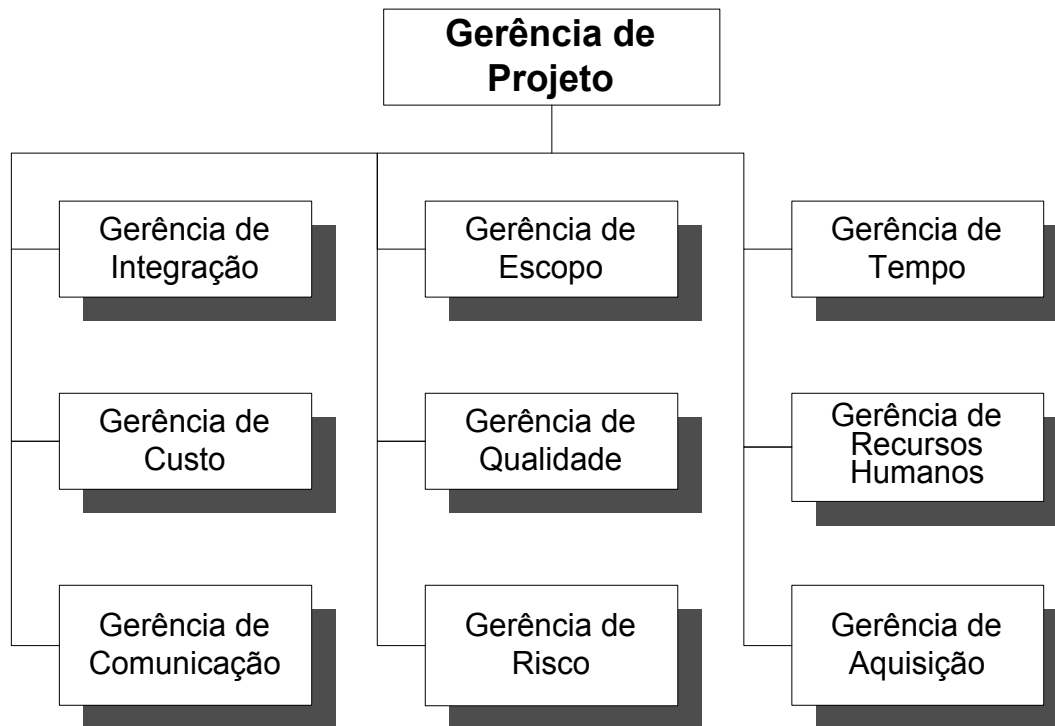 Gerência de
Projeto
Gerência de
Integração
Gerência de
Escopo
Gerência de
Tempo
Gerência de
Custo
Gerência de
Qualidade
Gerência de
Recursos
Humanos
Gerência de
Comunicação
Gerência de
Risco
Gerência de
Aquisição